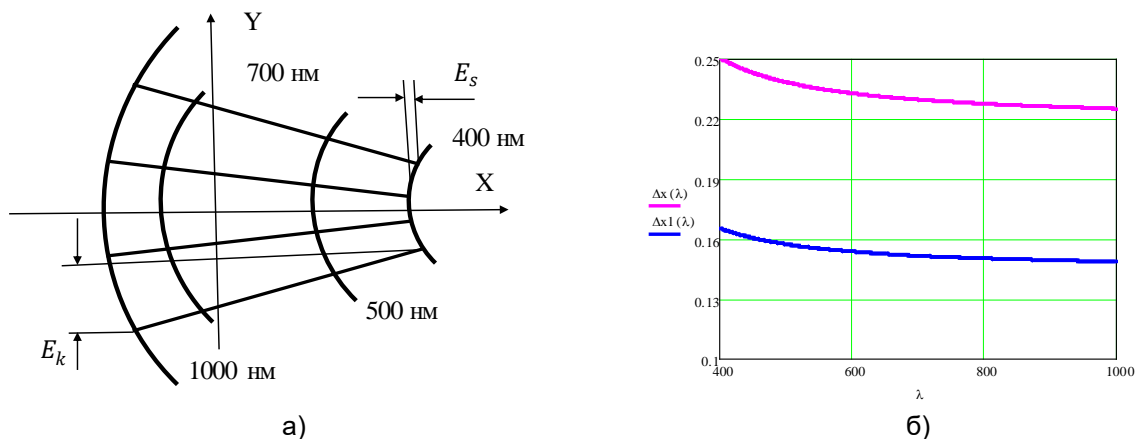 Y
700 нм
E_s
400 нм
X
500 нм
E_k
1000 нм
а)
0.25
0.22
0.19
Δx (λ)
Δx1 (λ)
0.16
0.13
0.1
400
600
800
1000
λ
б)